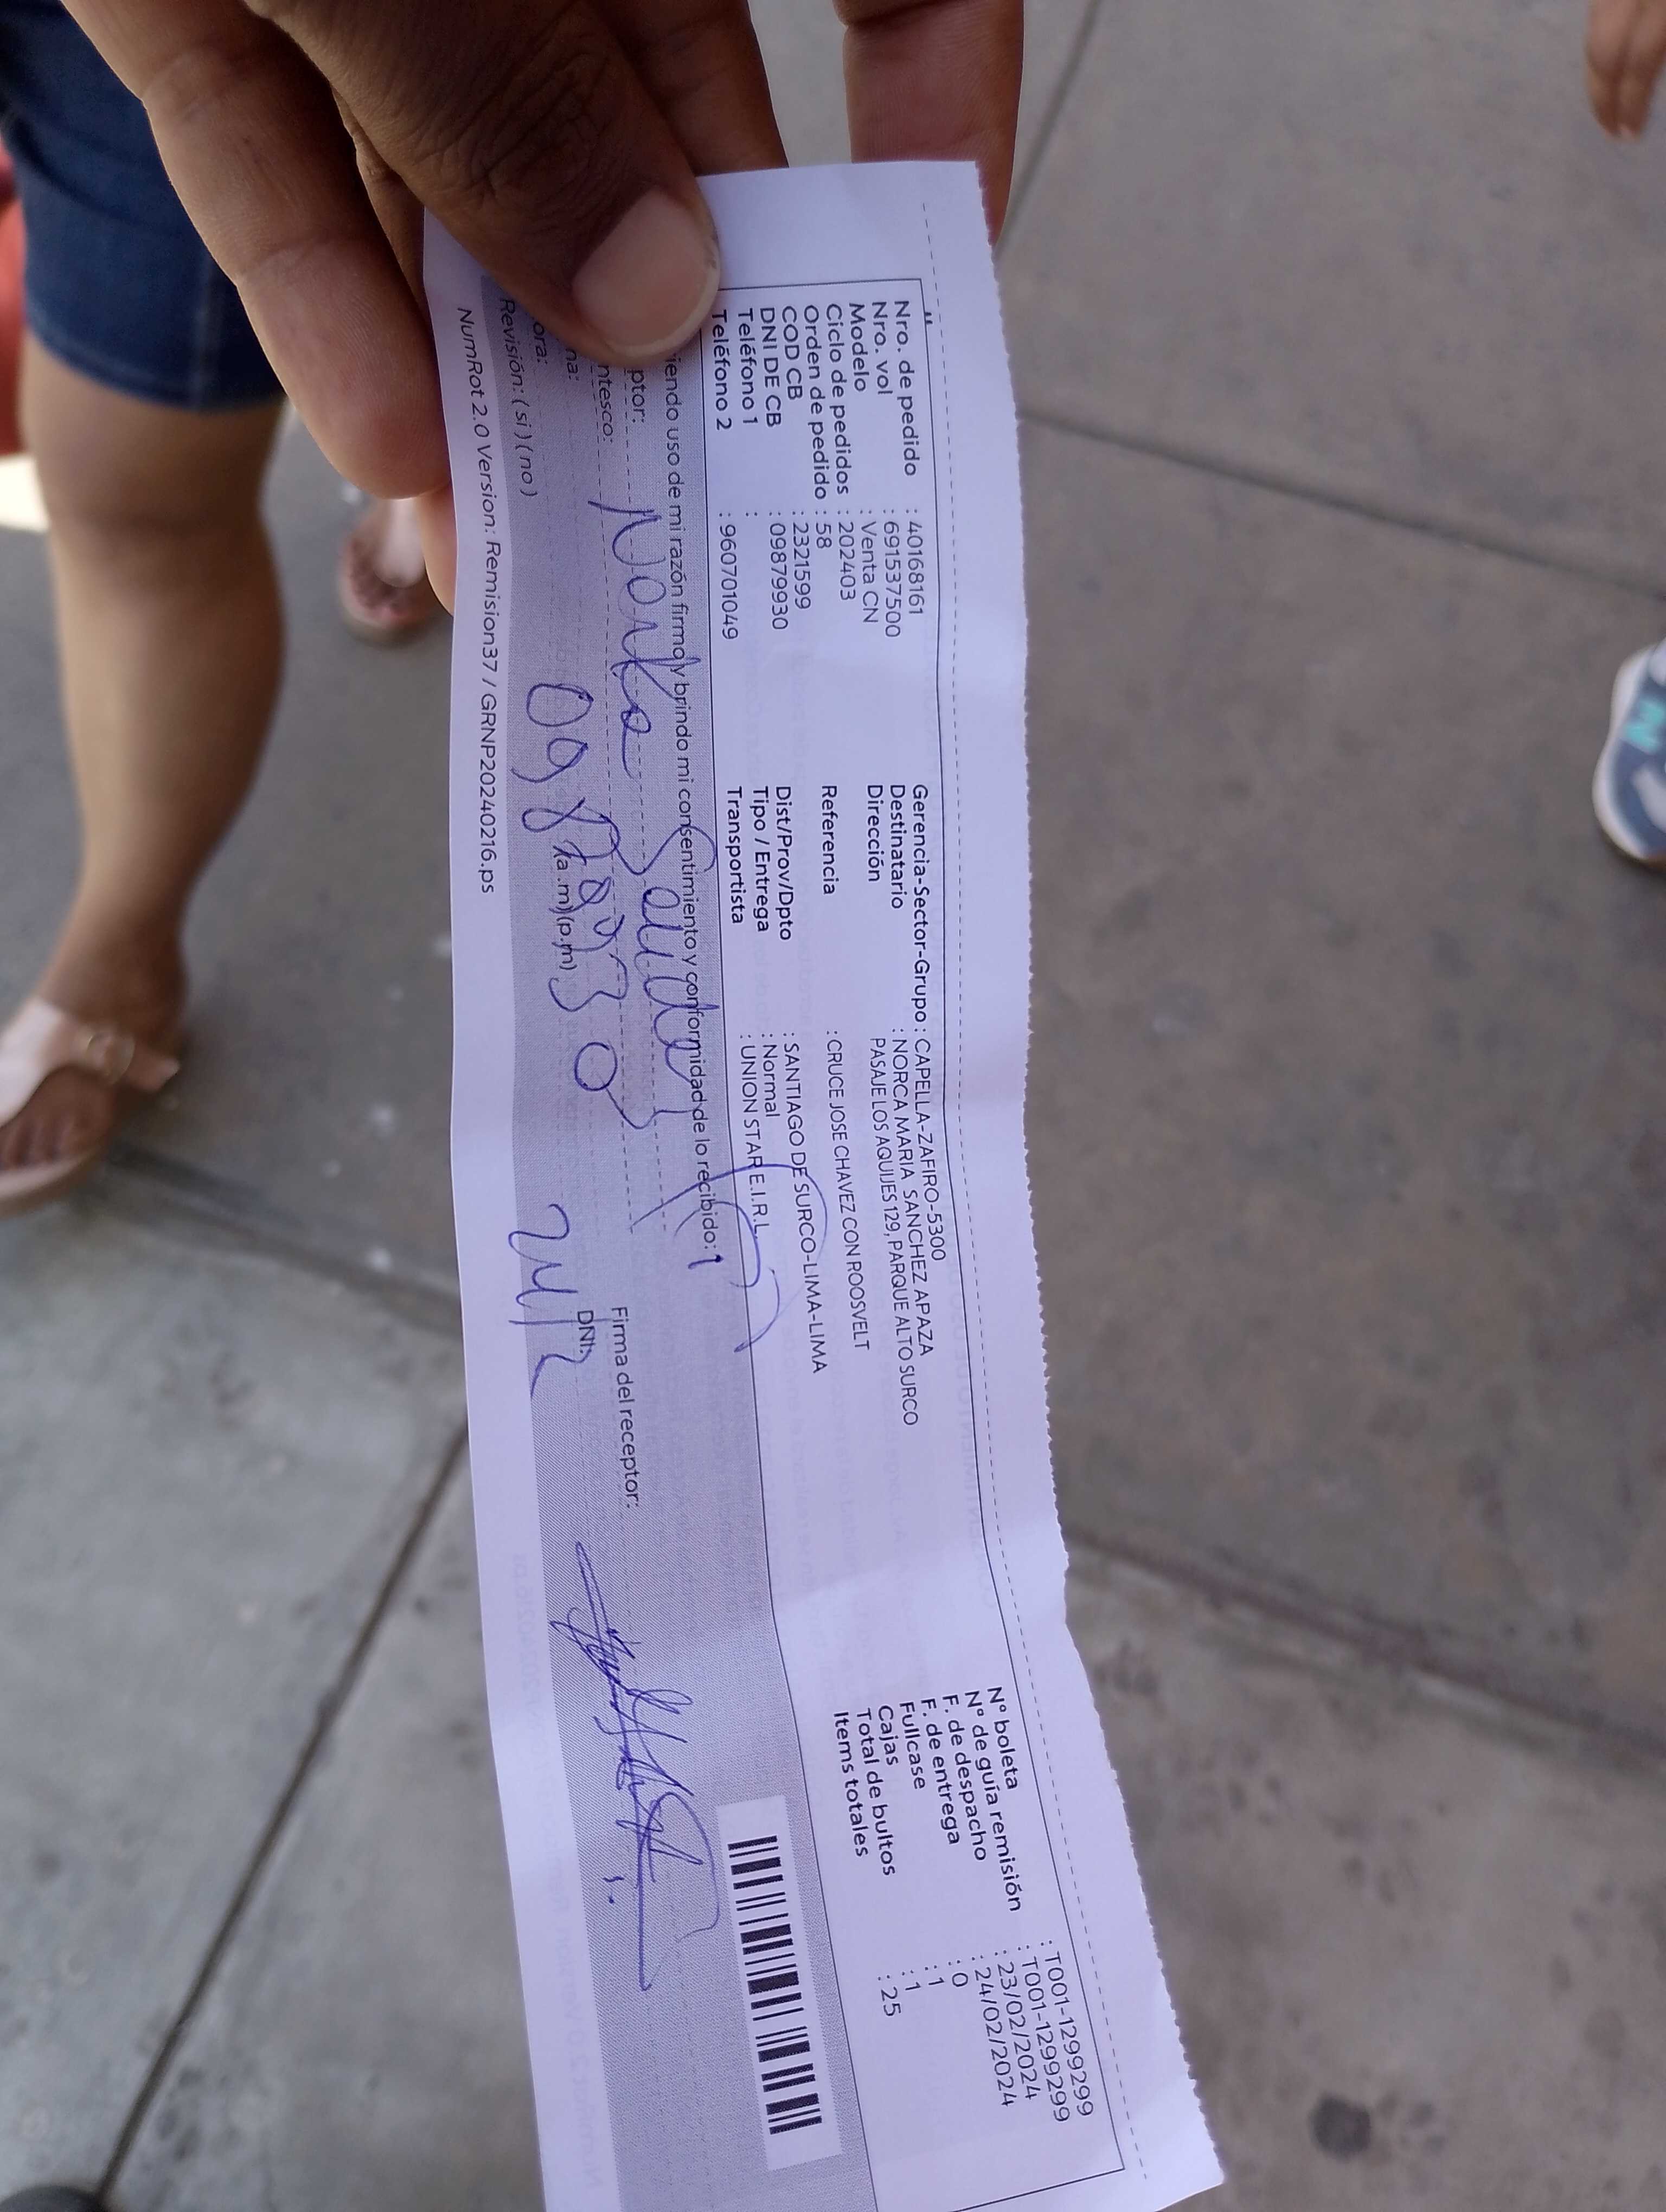 Nro. de pedido : 40168161
Nro. vol : 691537500
Modelo : Venta CN
Ciclo de pedidos : 202403
Orden de pedido : 58
COD CB : 2321599
DNI DE CB : 09879930
Teléfono 1 :
Teléfono 2 : 960701049
Gerencia-Sector-Grupo : CAPELLA-ZAFIRO-5300
Destinatario : NORCA MARIA SANCHEZ APAZA
Dirección PASAJE LOS AQUIJES 129, PARQUE ALTO SURCO
Referencia : CRUCE JOSE CHAVEZ CON ROOSVELT
Dist/Prov/Dpto : SANTIAGO DE SURCO-LIMA-LIMA
Tipo / Entrega : Normal
Transportista : UNION STAR E.I.R.L.
N° boleta : T001-1299299
N° de guía remisión : T001-1299299
F. de despacho : 23/02/2024
F. de entrega : 24/02/2024
Fullcase : 0
Cajas : 1
Total de bultos : 1
Items totales : 25
iendo uso de mi razón firmo y brindo mi consentimiento y conformidad de lo recibido: 1
ptor:
ntesco:
na:
ora: (a.m)(p.m)
09879930
24/2
Firma del receptor:
DNI:
Revisión: ( si ) ( no )
NumRot 2.0 Version: Remision37 / GRNP20240216.ps